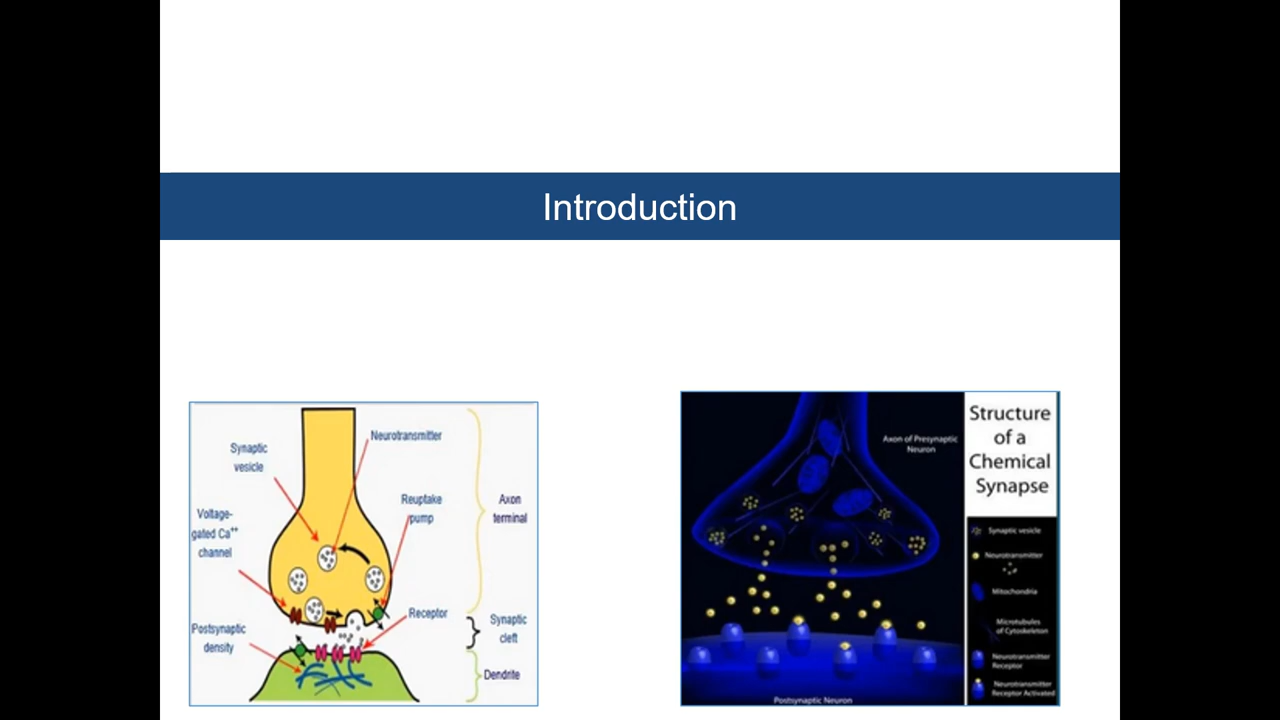 Introduction
Neurotransmitter
Synaptic
vesicle
Reuptake
pump
Axon
terminal
Voltage-
gated Ca++
channel
Receptor
Synaptic
cleft
Postsynaptic
density
Dendrite
Axon of Presynaptic
Neuron
Postsynaptic Neuron
Structure
of a
Chemical
Synapse
Synaptic vesicle
Neurotransmitter
Mitochondria
Microtubules
of Cytoskeleton
Neurotransmitter
Receptor
Neurotransmitter
Receptor Activated